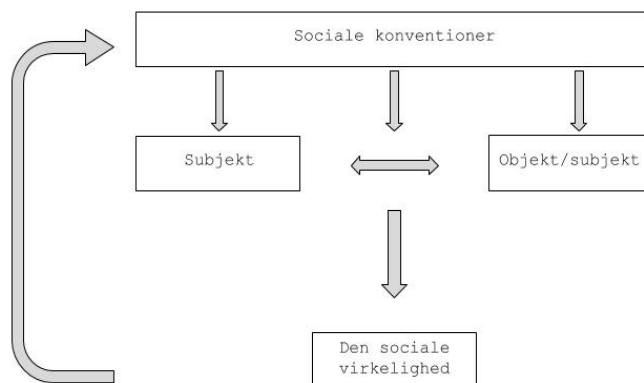 Sociale konventioner
Subjekt
Objekt/subjekt
Den sociale
virkelighed